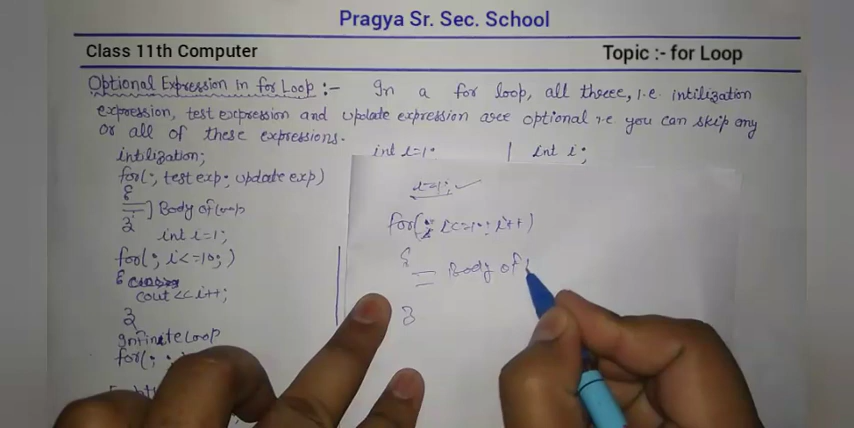 Pragya Sr. Sec. School
Class 11th Computer
Topic :- for Loop
Optional Expression in for Loop :- In a for loop, all three, i.e. intilization
expression, test expression and update expression are optional i.e you can skip any
or all of these expressions.
intilization;
for(; test exp; update exp)
{
Body of loop
}
int i=1;
for(; i<=10;)
{
cout<<i++;
}
Infinite Loop
for(; ;
int i=1;
int i;
i=1;
for(; i<=10; i++)
{
Body of
}